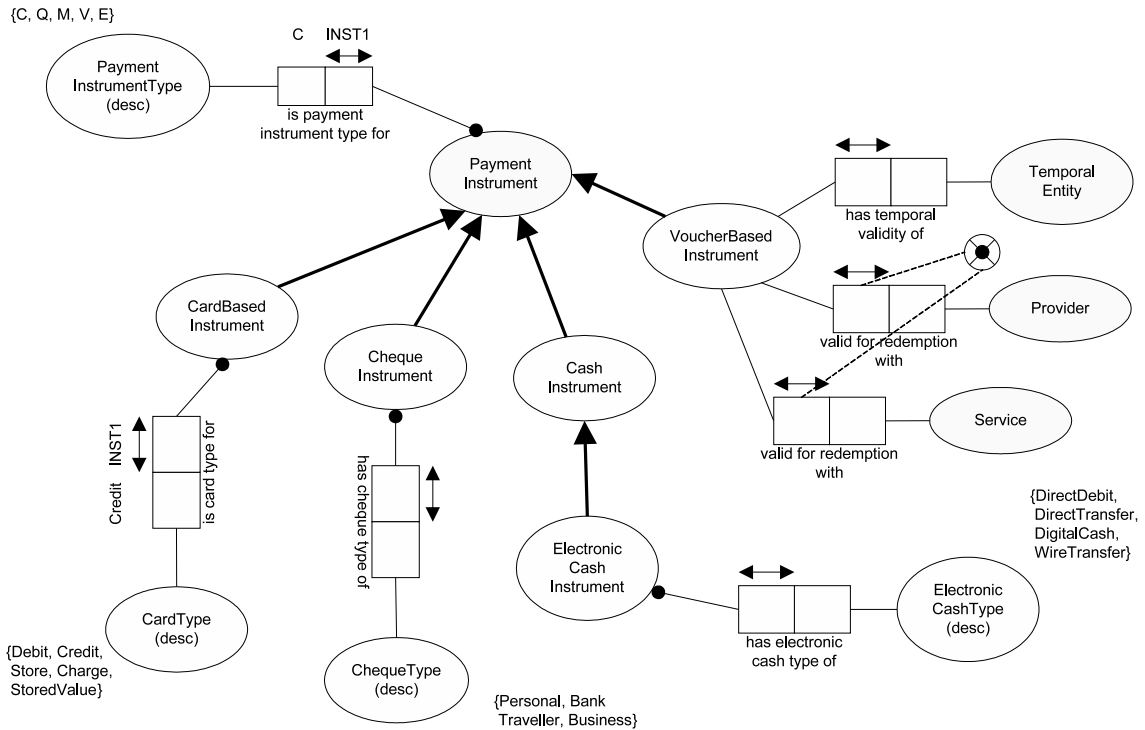 {C, Q, M, V, E}
C
INST1
Payment
InstrumentType
(desc)
is payment
instrument type for
Payment
Instrument
Temporal
Entity
has temporal
validity of
VoucherBased
Instrument
CardBased
Instrument
Provider
valid for redemption
with
Cheque
Instrument
Cash
Instrument
Service
valid for redemption
with
INST1
Credit
is card type for
has cheque type of
{DirectDebit,
DirectTransfer,
DigitalCash,
WireTransfer}
Electronic
Cash
Instrument
Electronic
CashType
(desc)
has electronic
cash type of
CardType
(desc)
{Debit, Credit,
Store, Charge,
StoredValue}
ChequeType
(desc)
{Personal, Bank
Traveller, Business}